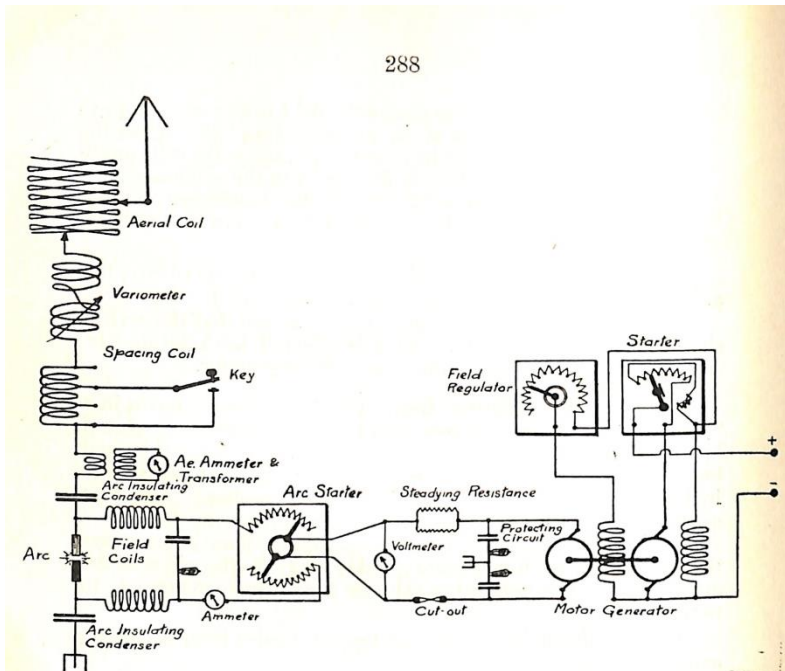 288
Aerial Coil
Variometer
Spacing Coil
Key
Starter
Field
Regulator
+
-
Ae. Ammeter &
Transformer
Arc Insulating
Condenser
Arc Starter
Steadying Resistance
Arc
Field
Coils
Voltmeter
Protecting
Circuit
Ammeter
Cut-out
Motor Generator
Arc Insulating
Condenser